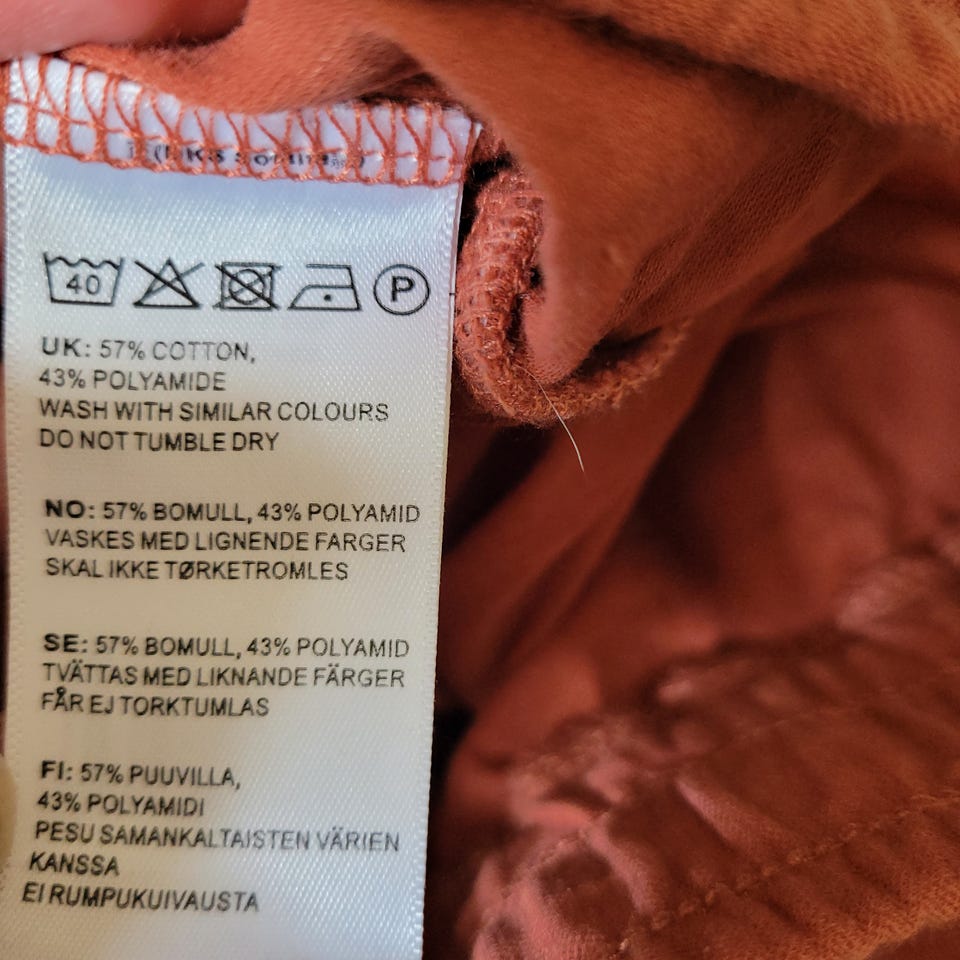 40 P
UK: 57% COTTON,
43% POLYAMIDE
WASH WITH SIMILAR COLOURS
DO NOT TUMBLE DRY
NO: 57% BOMULL, 43% POLYAMID
VASKES MED LIGNENDE FARGER
SKAL IKKE TØRKETROMLES
SE: 57% BOMULL, 43% POLYAMID
TVÄTTAS MED LIKNANDE FÄRGER
FÅR EJ TORKTUMLAS
FI: 57% PUUVILLA,
43% POLYAMIDI
PESU SAMANKALTAISTEN VÄRIEN
KANSSA
EI RUMPUKUIVAUSTA